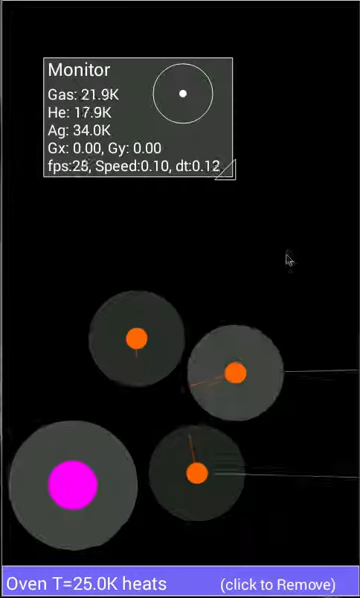 Monitor
Gas: 21.9K
He: 17.9K
Ag: 34.0K
Gx: 0.00, Gy: 0.00
fps:28, Speed:0.10, dt:0.12
Oven T=25.0K heats (click to Remove)